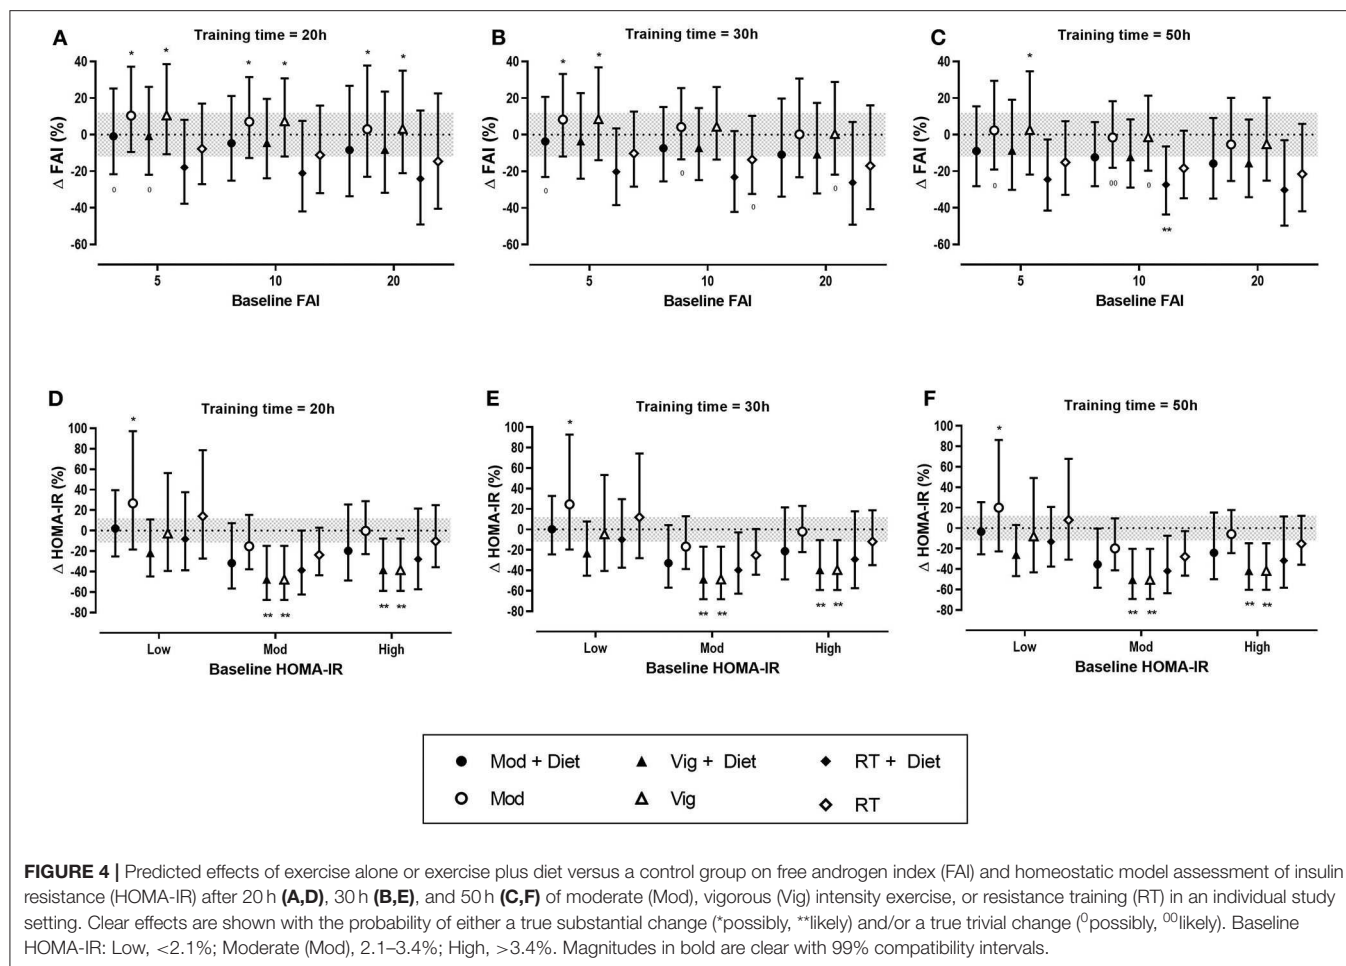 A
Training time = 20h
Δ FAI (%)
40
20
0
-20
-40
-60
* * * * * *
0 0
5 10 20
Baseline FAI
B
Training time = 30h
Δ FAI (%)
40
20
0
-20
-40
-60
* *
0 0 0 0
5 10 20
Baseline FAI
C
Training time = 50h
Δ FAI (%)
40
20
0
-20
-40
-60
*
0 00 0
**
5 10 20
Baseline FAI
D
Training time = 20h
Δ HOMA-IR (%)
100
80
60
40
20
0
-20
-40
-60
-80
*
** ** ** **
Low Mod High
Baseline HOMA-IR
E
Training time = 30h
Δ HOMA-IR (%)
100
80
60
40
20
0
-20
-40
-60
-80
*
** ** ** **
Low Mod High
Baseline HOMA-IR
F
Training time = 50h
Δ HOMA-IR (%)
100
80
60
40
20
0
-20
-40
-60
-80
*
** ** ** **
Low Mod High
Baseline HOMA-IR
Mod + Diet Vig + Diet RT + Diet
Mod Vig RT
FIGURE 4 | Predicted effects of exercise alone or exercise plus diet versus a control group on free androgen index (FAI) and homeostatic model assessment of insulin
resistance (HOMA-IR) after 20 h (A,D), 30 h (B,E), and 50 h (C,F) of moderate (Mod), vigorous (Vig) intensity exercise, or resistance training (RT) in an individual study
setting. Clear effects are shown with the probability of either a true substantial change (*possibly, **likely) and/or a true trivial change (⁰possibly, ⁰⁰likely). Baseline
HOMA-IR: Low, <2.1%; Moderate (Mod), 2.1–3.4%; High, >3.4%. Magnitudes in bold are clear with 99% compatibility intervals.